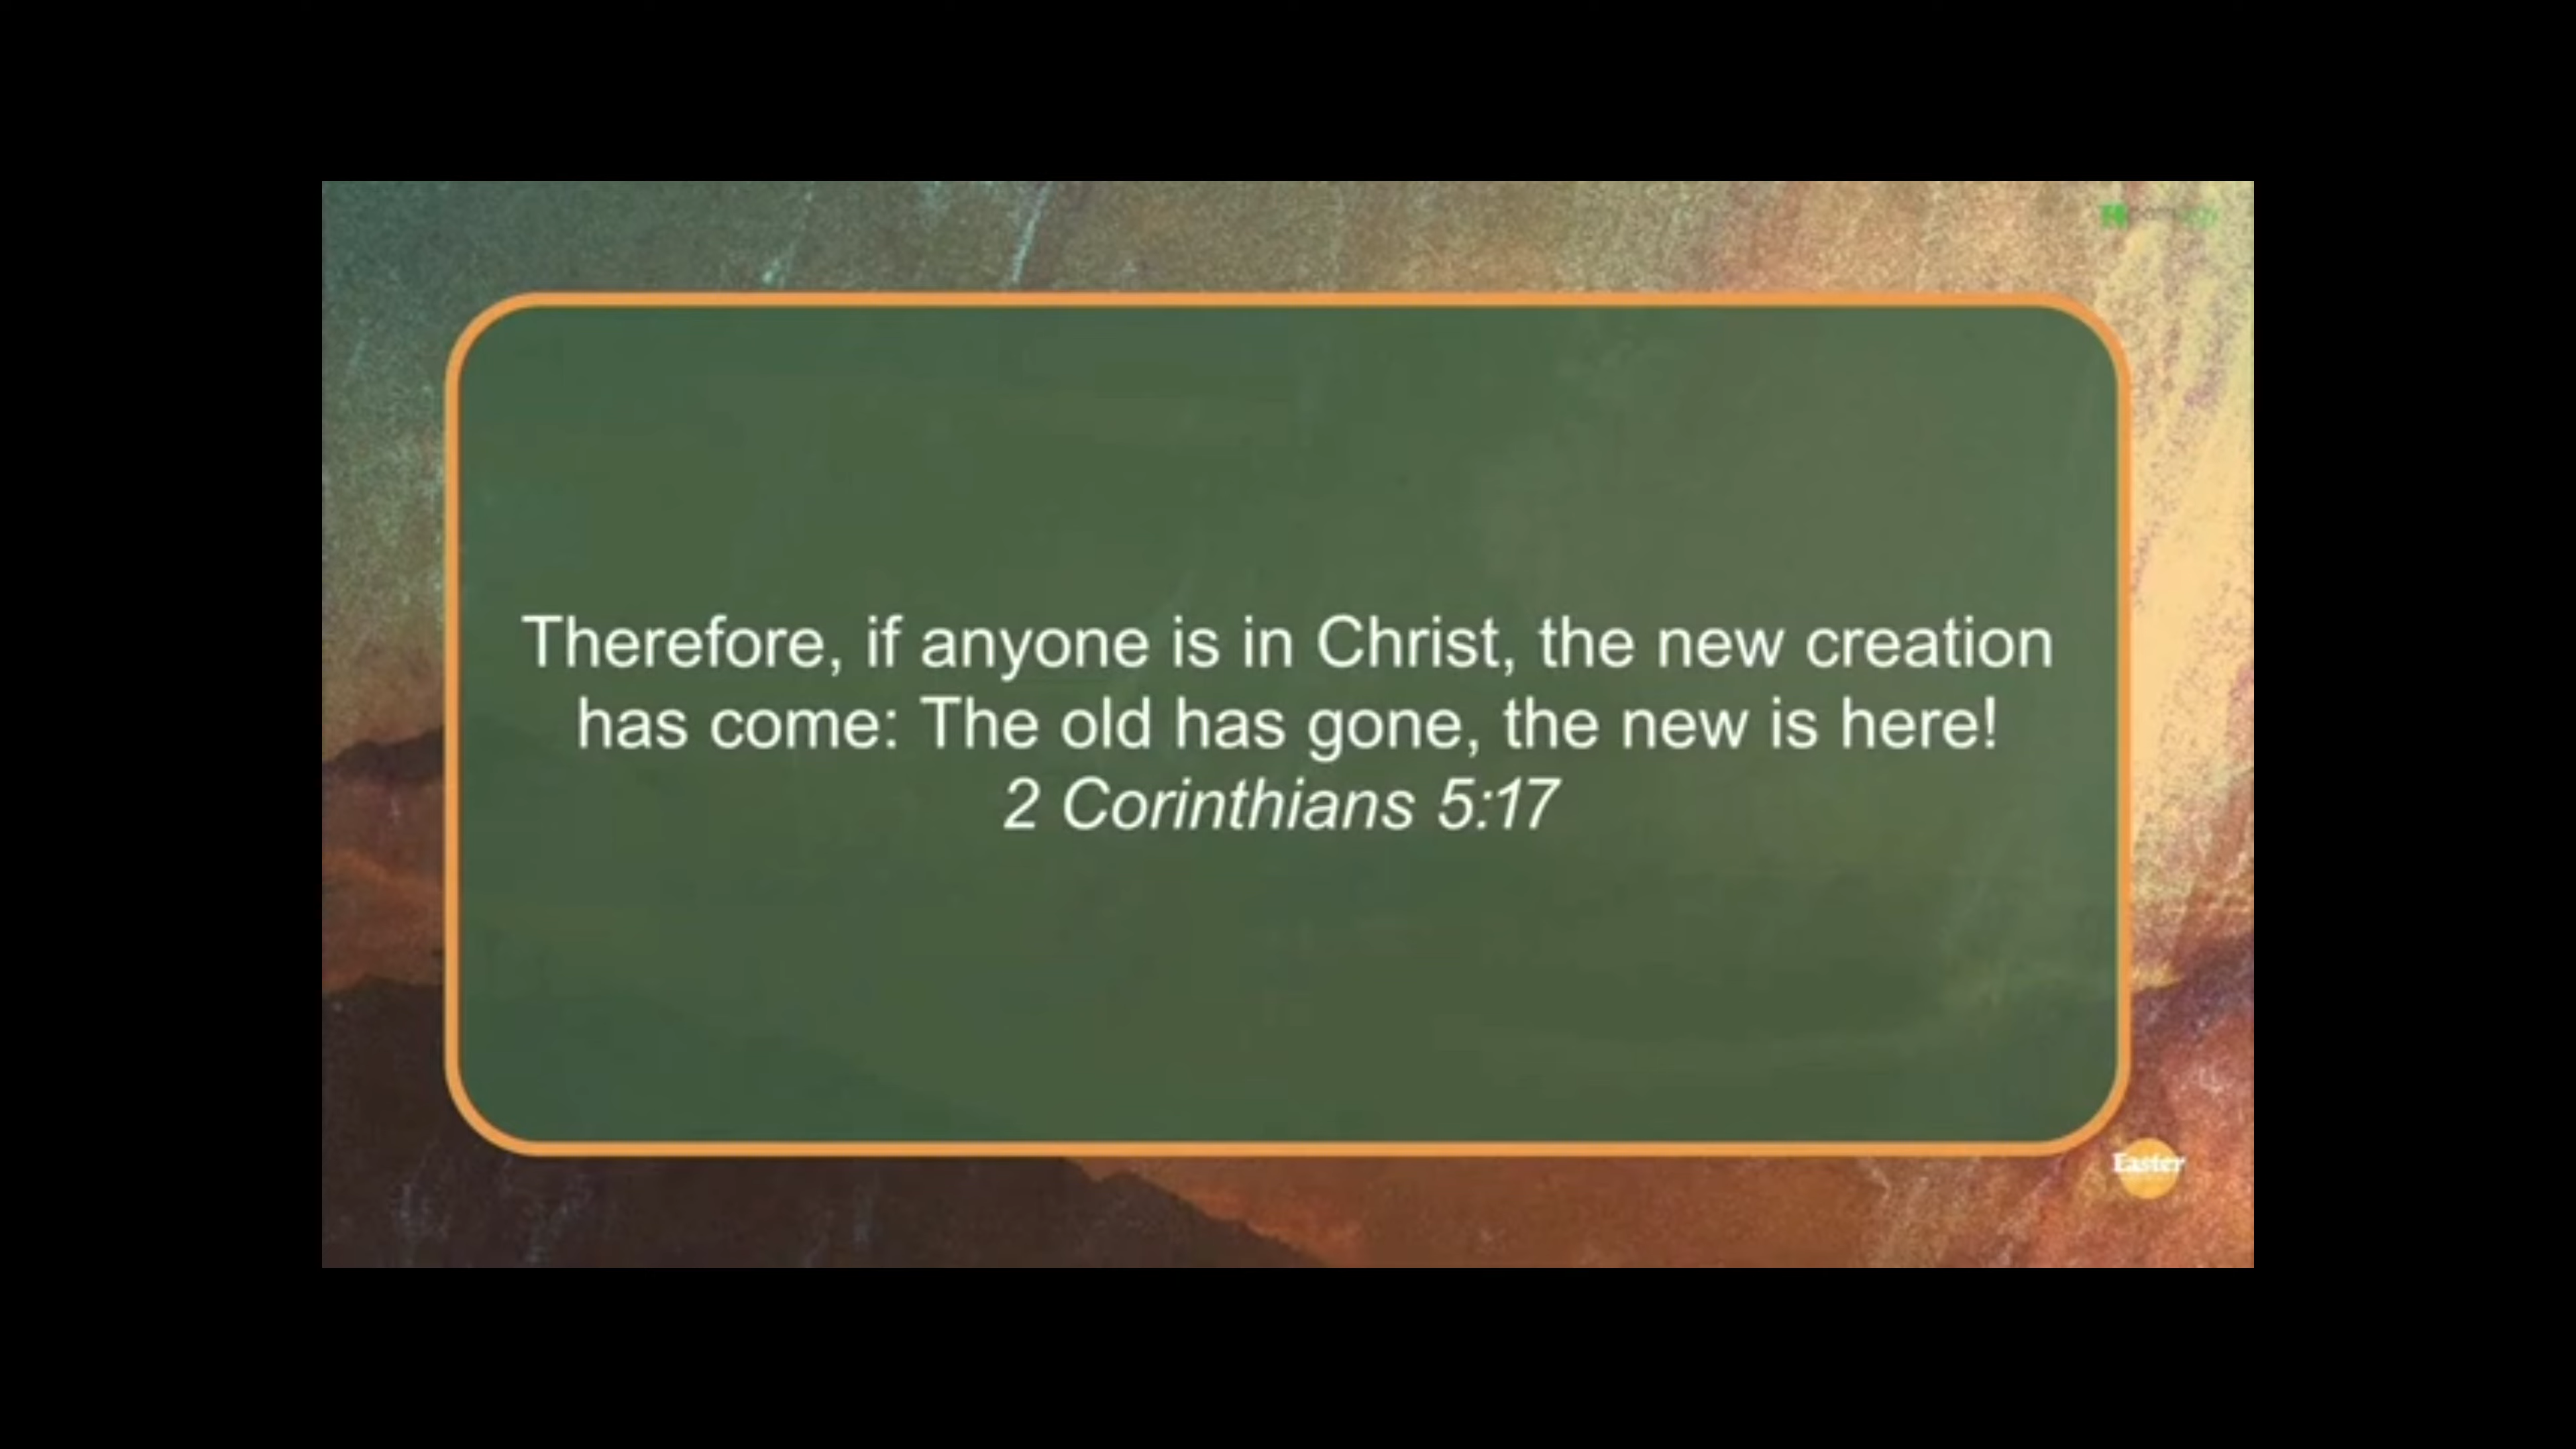 Therefore, if anyone is in Christ, the new creation
has come: The old has gone, the new is here!
2 Corinthians 5:17
Easter